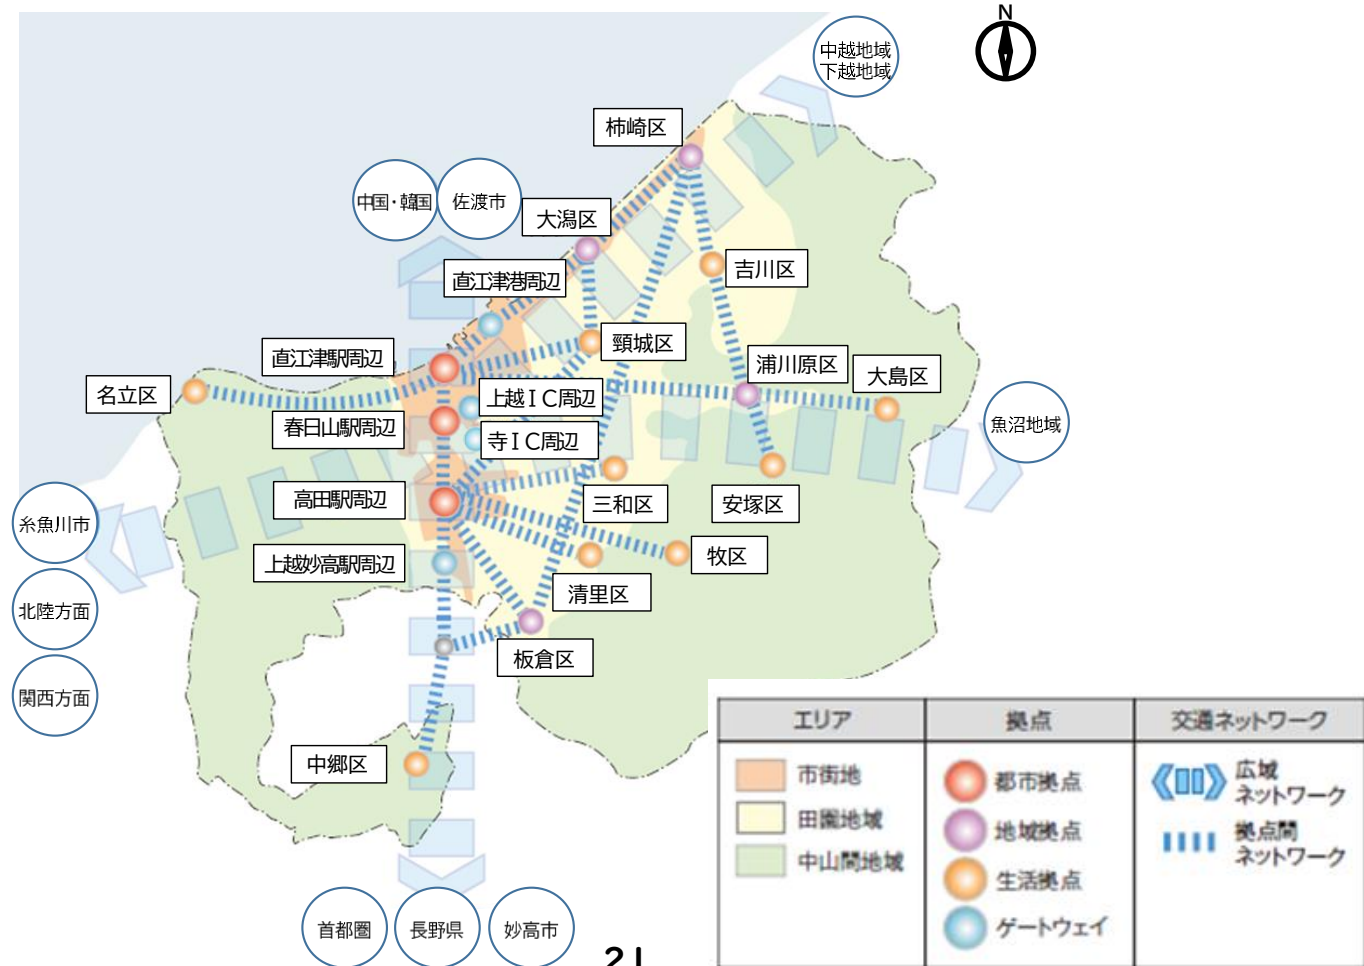 N
中越地域
下越地域
柿崎区
中国・韓国
佐渡市
大潟区
直江津港周辺
吉川区
頸城区
直江津駅周辺
浦川原区
大島区
名立区
上越IC周辺
春日山駅周辺
魚沼地域
寺IC周辺
高田駅周辺
三和区
安塚区
糸魚川市
上越妙高駅周辺
牧区
清里区
北陸方面
板倉区
関西方面
中郷区
首都圏
長野県
妙高市
21
エリア
拠点
交通ネットワーク
市街地
田園地域
中山間地域
都市拠点
地域拠点
生活拠点
ゲートウェイ
広域
ネットワーク
拠点間
ネットワーク